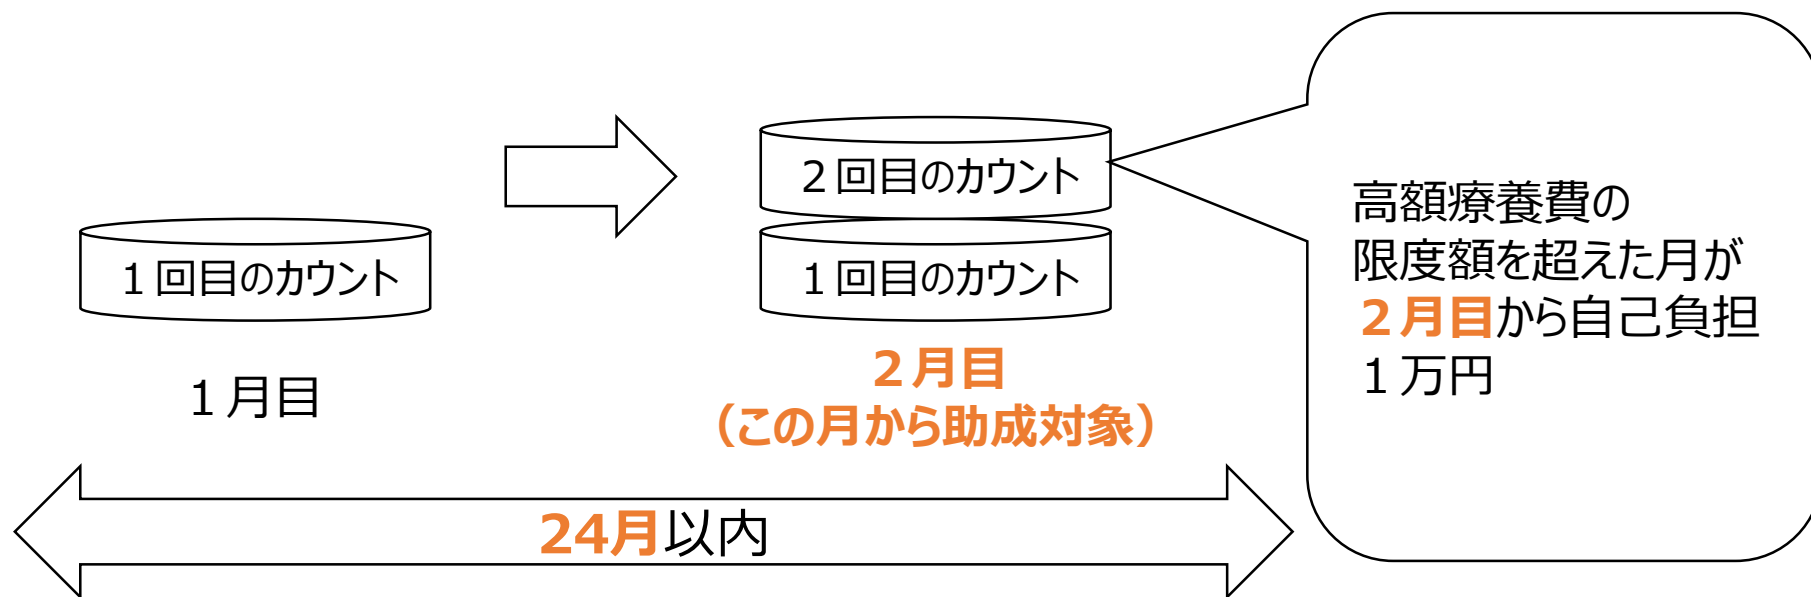 1回目のカウント
1月目
2回目のカウント
1回目のカウント
2月目
(この月から助成対象)
24月以内
高額療養費の
限度額を超えた月が
2月目から自己負担
1万円